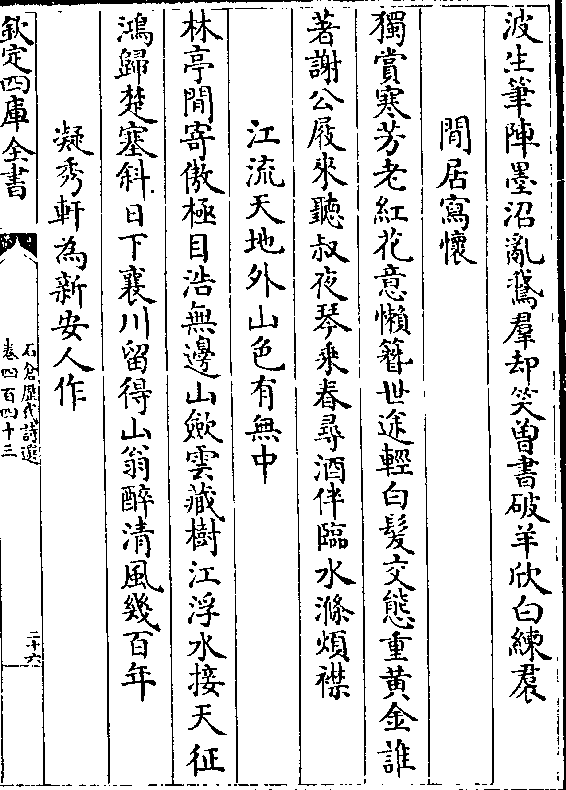 波生筆陣墨沼亂鵞羣却笑曽書破羊欣白練裠
閒居寫懐
獨賞寒芳老紅花意懶簮世途輕白髮交態重黄金誰
著謝公屐來聽叔夜琴乘春尋酒伴臨水滌煩襟
江流天地外山色有無中
林亭閒寄傲極目浩無邊山歛雲藏樹江浮水接天征
鴻歸楚塞斜日下襄川留得山翁醉清風幾百年
凝秀軒為新安人作
欽定四庫全書
石倉歴代詩選
卷四百四十三
二十六